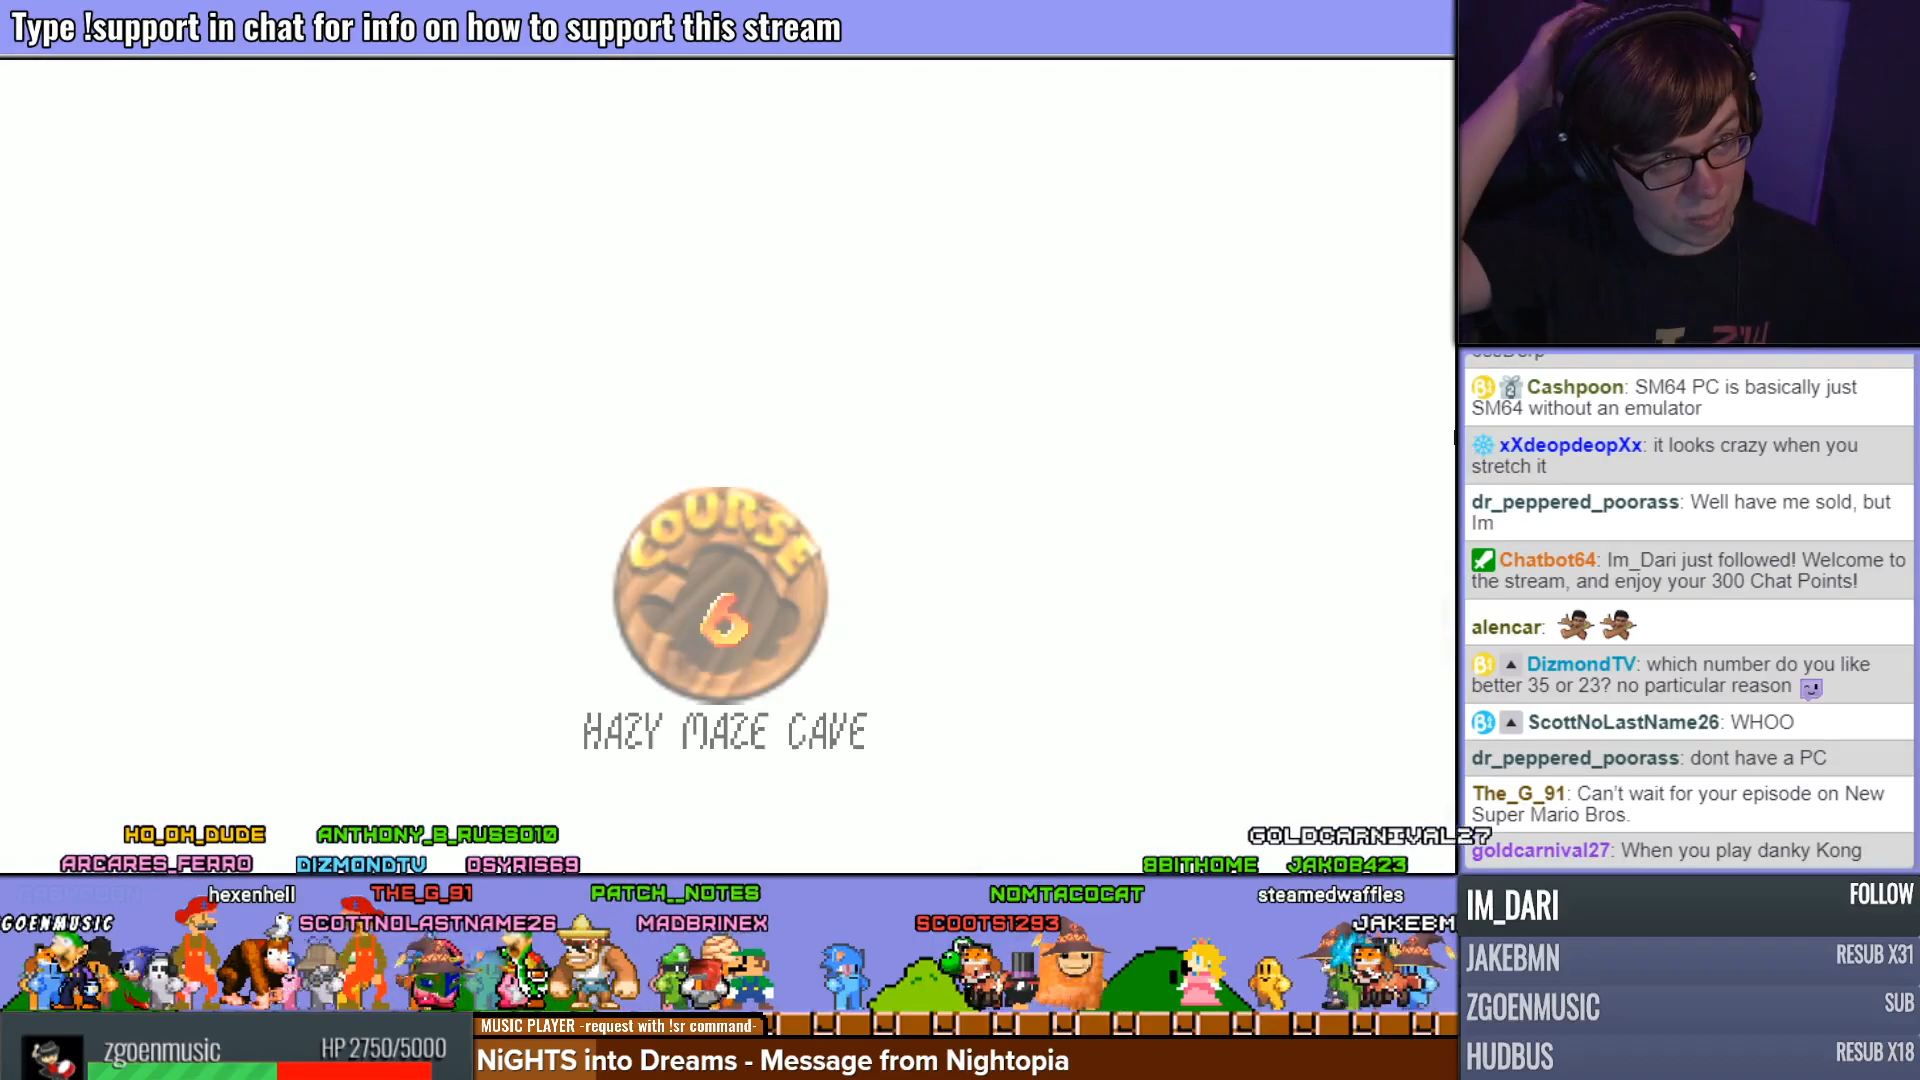 Type !support in chat for info on how to support this stream
COURSE
6
HAZY MAZE CAVE
Cashpoon: SM64 PC is basically just
SM64 without an emulator
xXdeopdeopXx: it looks crazy when you
stretch it
dr_peppered_poorass: Well have me sold, but
Im
Chatbot64: Im_Dari just followed! Welcome to
the stream, and enjoy your 300 Chat Points!
alencar:
DizmondTV: which number do you like
better 35 or 23? no particular reason
ScottNoLastName26: WHOO
dr_peppered_poorass: dont have a PC
The_G_91: Can't wait for your episode on New
Super Mario Bros.
goldcarnival27: When you play danky Kong
HO_OH_DUDE ANTHONY_B_RUSSO10 GOLDCARNIVAL27
ARCARES_FERRO DIZMONDTV OSYRIS69 8BITHOME JAKOB423
hexenhell THE_G_91 PATCH__NOTES NOMTACOCAT steamedwaffles
GOENMUSIC SCOTTNOLASTNAME26 MADBRINEX SCOOTS1293 JAKEBM
IM_DARI FOLLOW
JAKEBMN RESUB X31
ZGOENMUSIC SUB
HUDBUS RESUB X18
zgoenmusic HP 2750/5000
MUSIC PLAYER -request with !sr command-
NiGHTS into Dreams - Message from Nightopia